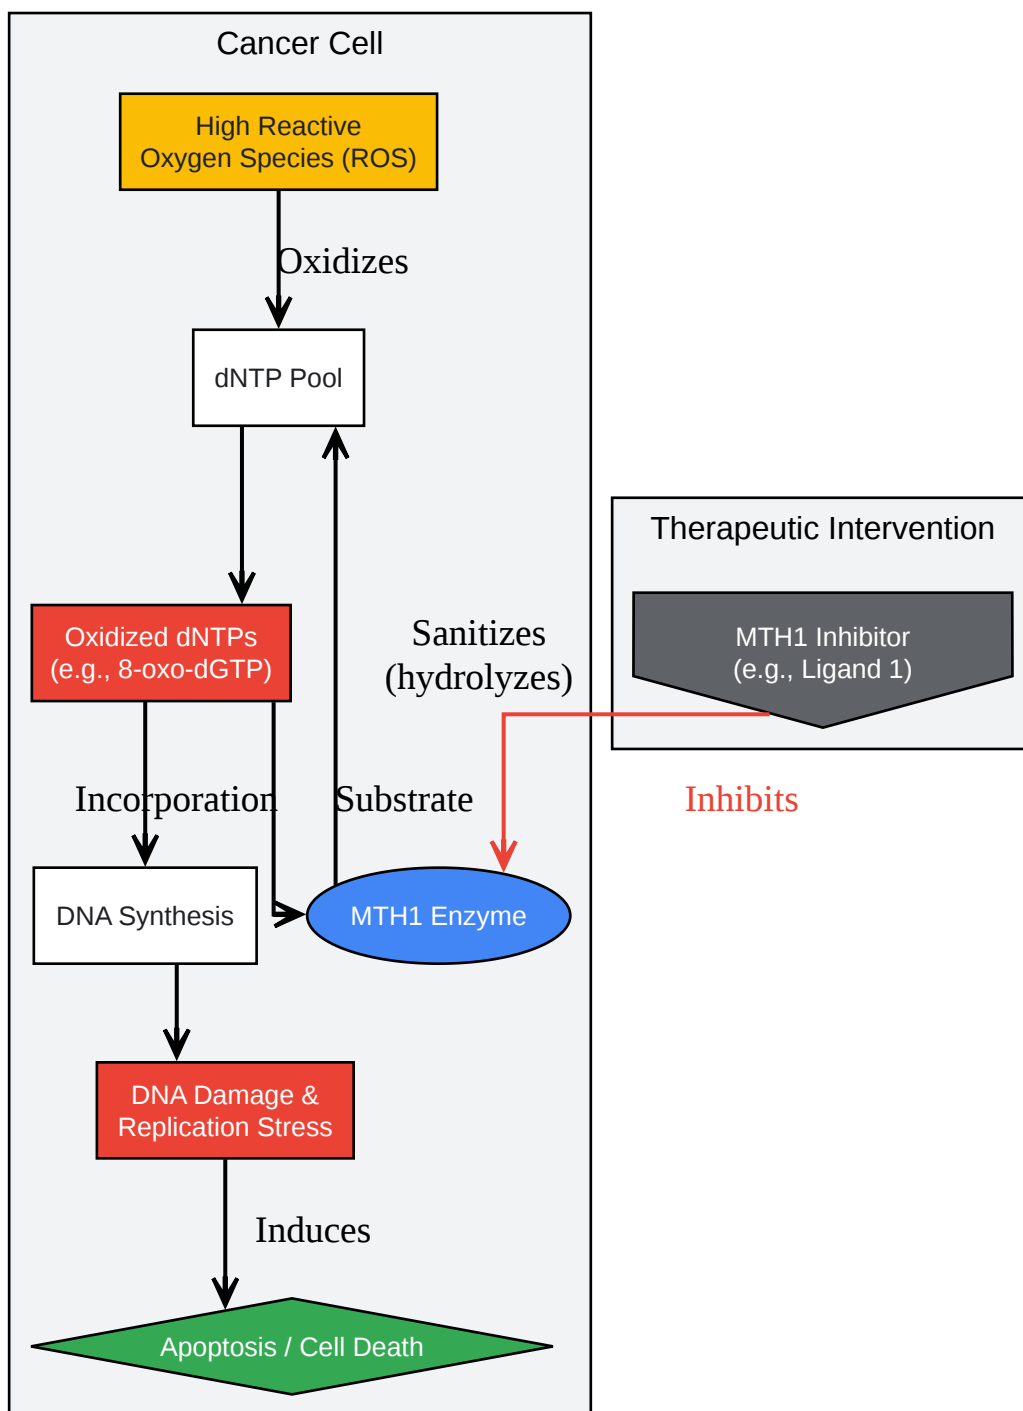 Cancer Cell
High Reactive
Oxygen Species (ROS)
Oxidizes
dNTP Pool
Therapeutic Intervention
Oxidized dNTPs
(e.g., 8-oxo-dGTP)
Sanitizes
(hydrolyzes)
MTH1 Inhibitor
(e.g., Ligand 1)
Incorporation
Substrate
Inhibits
DNA Synthesis
MTH1 Enzyme
DNA Damage &
Replication Stress
Induces
Apoptosis / Cell Death